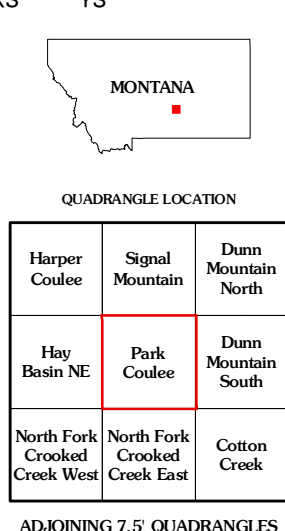 YS
MONTANA
QUADRANGLE LOCATION
Harper
Coulee
Signal
Mountain
Dunn
Mountain
North
Hay
Basin NE
Park
Coulee
Dunn
Mountain
South
North Fork
Crooked
Creek West
North Fork
Crooked
Creek East
Cotton
Creek
ADJOINING 7.5' QUADRANGLES